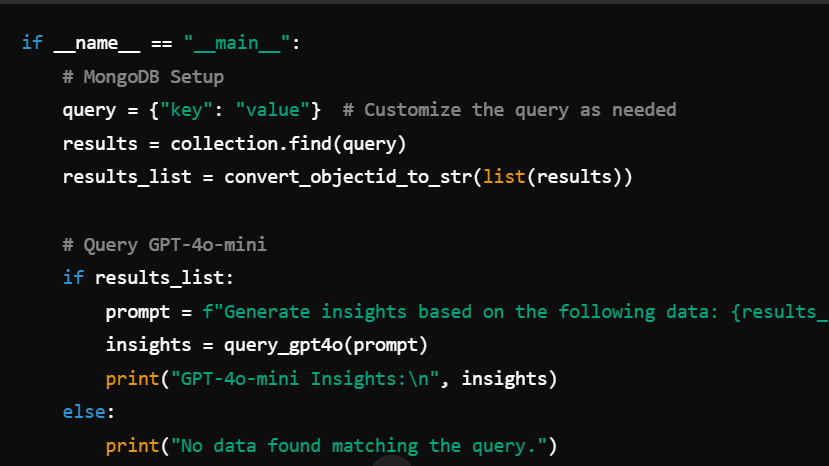 if __name__ == "__main__":
    # MongoDB Setup
    query = {"key": "value"}  # Customize the query as needed
    results = collection.find(query)
    results_list = convert_objectid_to_str(list(results))

    # Query GPT-4o-mini
    if results_list:
        prompt = f"Generate insights based on the following data: {results_
        insights = query_gpt4o(prompt)
        print("GPT-4o-mini Insights:\n", insights)
    else:
        print("No data found matching the query.")